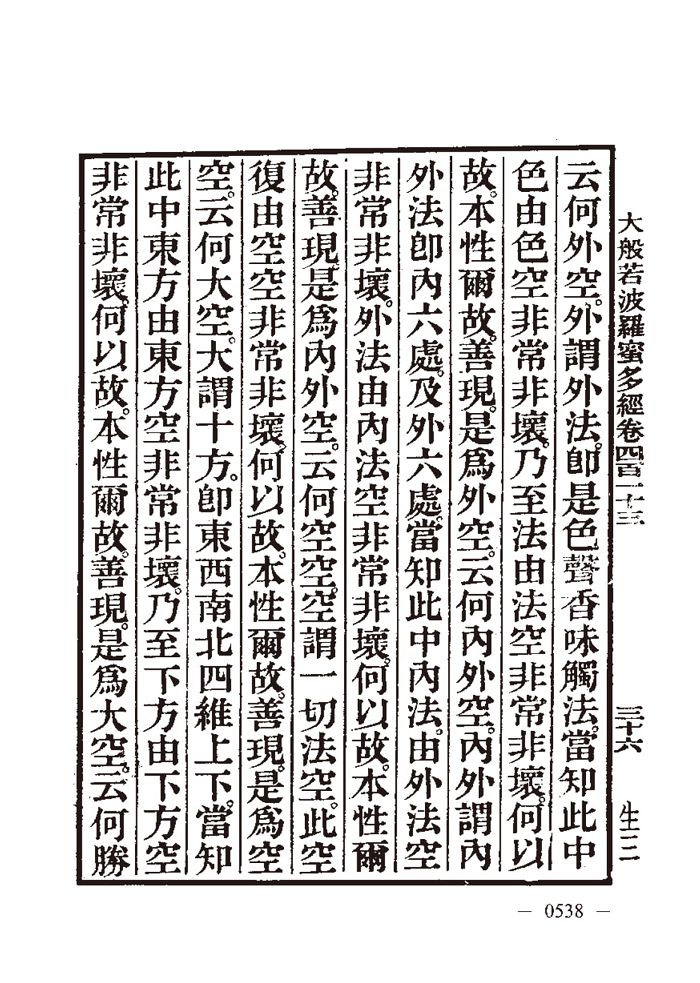 大般若波羅蜜多經卷四百一十三　三十六　生三
云何外空。外謂外法。卽是色聲香味觸法。當知此中
色由色空非常非壞。乃至法由法空非常非壞。何以
故。本性爾故。善現。是爲外空。云何內外空。內外謂內
外法卽內六處。及外六處。當知此中內法。由外法空
非常非壞。外法由內法空非常非壞。何以故。本性爾
故。善現。是爲內外空。云何空空。空謂一切法空。此空
復由空空非常非壞。何以故。本性爾故。善現。是爲空
空。云何大空。大謂十方。卽東西南北四維上下。當知
此中東方由東方空非常非壞。乃至下方由下方空
非常非壞。何以故。本性爾故。善現。是爲大空。云何勝
— 0538 —